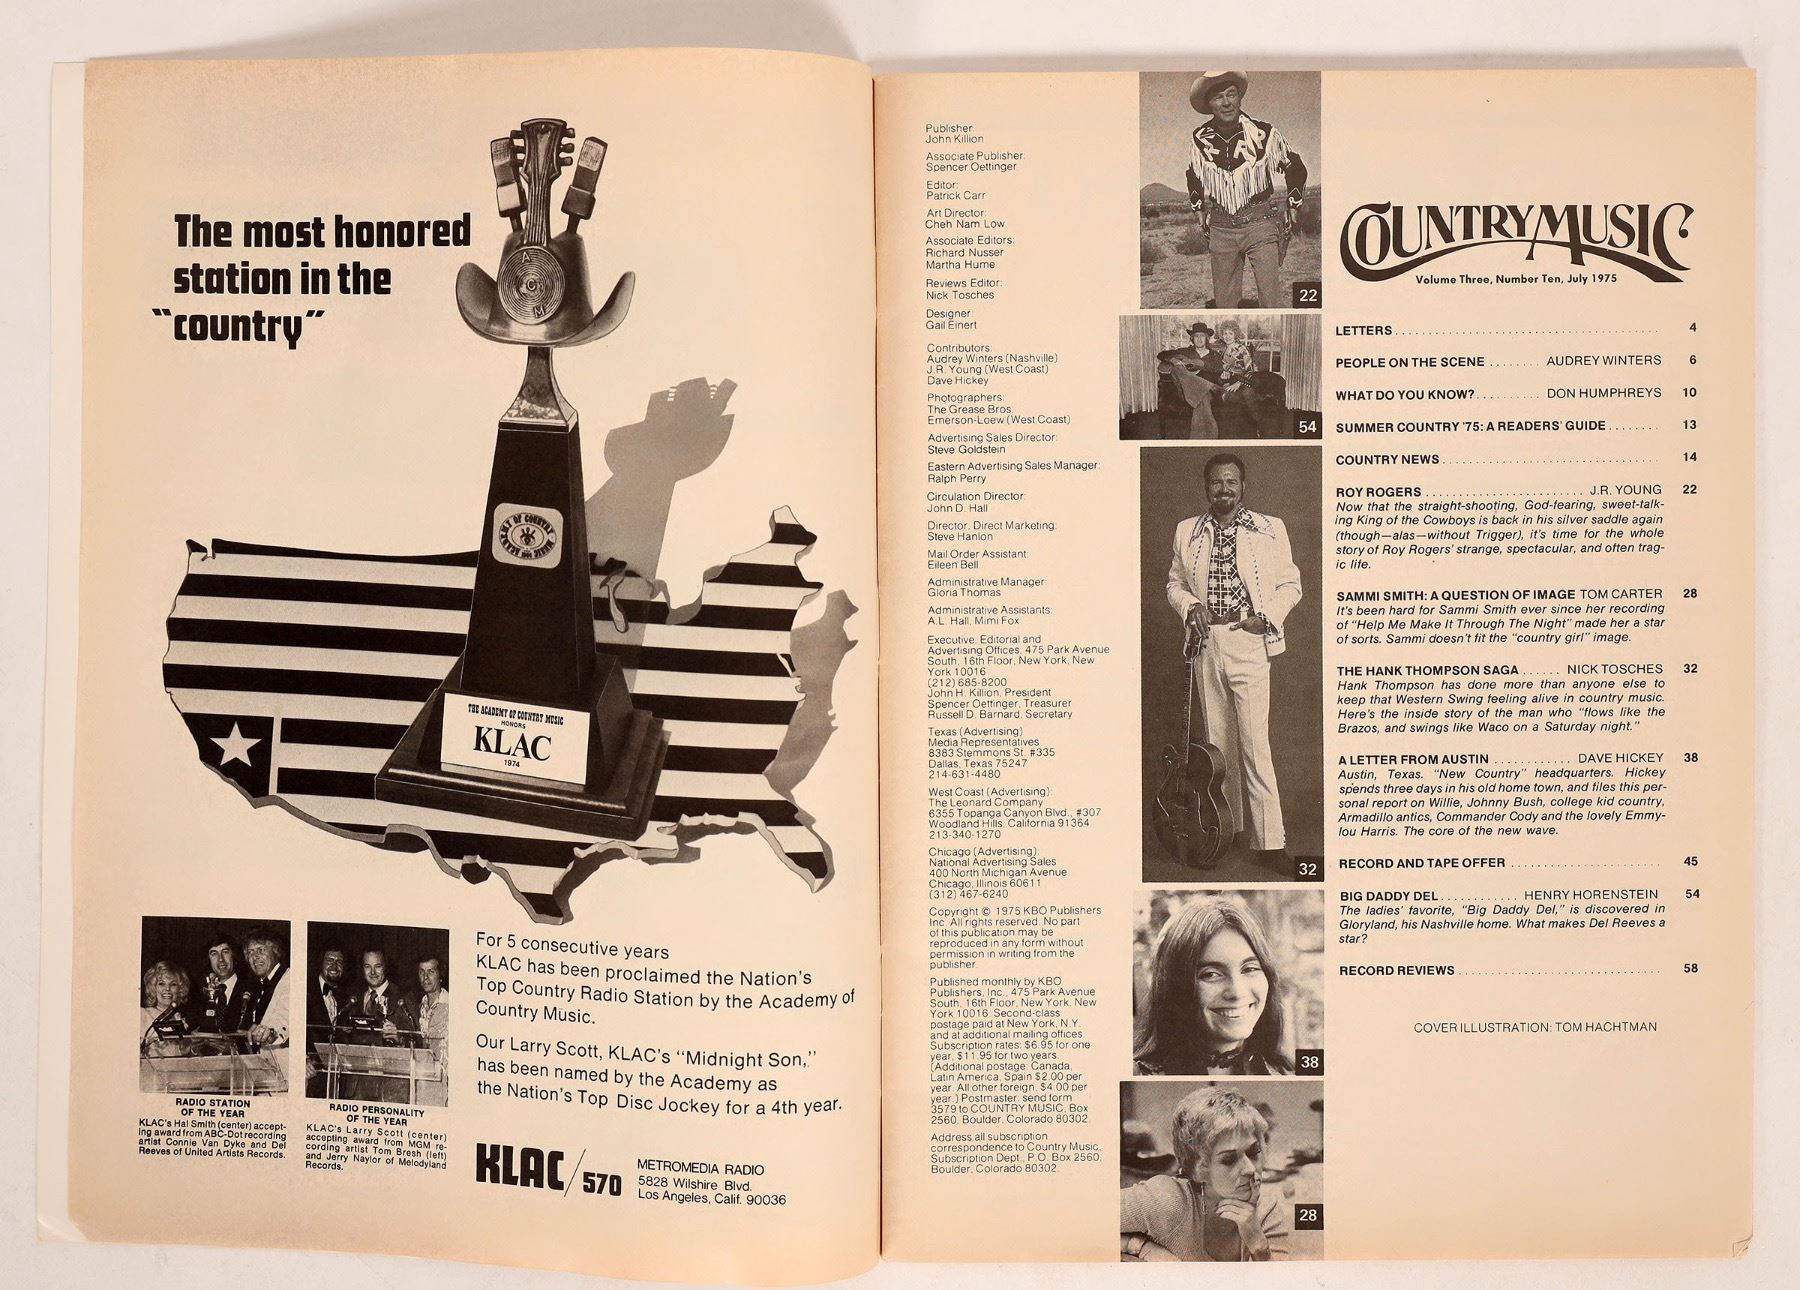 The most honored
station in the
"country"
A
C
M
ACADEMY OF COUNTRY MUSIC
THE ACADEMY OF COUNTRY MUSIC
HONORS
KLAC
1974
RADIO STATION
OF THE YEAR
KLAC's Hal Smith (center) accept-
ing award from ABC-Dot recording
artist Connie Van Dyke and Del
Reeves of United Artists Records.
RADIO PERSONALITY
OF THE YEAR
KLAC's Larry Scott (center)
accepting award from MGM re-
cording artist Tom Bresh (left)
and Jerry Naylor of Melodyland
Records.
For 5 consecutive years
KLAC has been proclaimed the Nation's
Top Country Radio Station by the Academy of
Country Music.
Our Larry Scott, KLAC's "Midnight Son,"
has been named by the Academy as
the Nation's Top Disc Jockey for a 4th year.
KLAC/570
METROMEDIA RADIO
5828 Wilshire Blvd.
Los Angeles, Calif. 90036
Publisher:
John Killion
Associate Publisher:
Spencer Oettinger
Editor:
Patrick Carr
Art Director:
Cheh Nam Low
Associate Editors:
Richard Nusser
Martha Hume
Reviews Editor:
Nick Tosches
Designer:
Gail Einert
Contributors:
Audrey Winters (Nashville)
J.R. Young (West Coast)
Dave Hickey
Photographers:
The Grease Bros.
Emerson-Loew (West Coast)
Advertising Sales Director:
Steve Goldstein
Eastern Advertising Sales Manager:
Ralph Perry
Circulation Director:
John D. Hall
Director, Direct Marketing:
Steve Hanlon
Mail Order Assistant:
Eileen Bell
Administrative Manager:
Gloria Thomas
Administrative Assistants:
A.L. Hall, Mimi Fox
Executive, Editorial and
Advertising Offices, 475 Park Avenue
South, 16th Floor, New York, New
York 10016
(212) 685-8200
John H. Killion, President
Spencer Oettinger, Treasurer
Russell D. Barnard, Secretary
Texas (Advertising)
Media Representatives
8383 Stemmons St. #335
Dallas, Texas 75247
214-631-4480
West Coast (Advertising):
The Leonard Company
6355 Topanga Canyon Blvd., #307
Woodland Hills, California 91364
213-340-1270
Chicago (Advertising):
National Advertising Sales
400 North Michigan Avenue
Chicago, Illinois 60611
(312) 467-6240
Copyright © 1975 KBO Publishers
Inc. All rights reserved. No part
of this publication may be
reproduced in any form without
permission in writing from the
publisher.
Published monthly by KBO
Publishers, Inc., 475 Park Avenue
South, 16th Floor, New York, New
York 10016. Second-class
postage paid at New York, N.Y.
and at additional mailing offices.
Subscription rates: $6.95 for one
year, $11.95 for two years.
(Additional postage: Canada,
Latin America, Spain $2.00 per
year. All other foreign, $4.00 per
year.) Postmaster: send form
3579 to COUNTRY MUSIC, Box
2560, Boulder, Colorado 80302.
Address all subscription
correspondence to Country Music,
Subscription Dept., P.O. Box 2560,
Boulder, Colorado 80302.
22
54
32
38
28
COUNTRY MUSIC
Volume Three, Number Ten, July 1975
LETTERS 4
PEOPLE ON THE SCENE AUDREY WINTERS 6
WHAT DO YOU KNOW? DON HUMPHREYS 10
SUMMER COUNTRY '75: A READERS' GUIDE 13
COUNTRY NEWS 14
ROY ROGERS J.R. YOUNG 22
Now that the straight-shooting, God-fearing, sweet-talk-
ing King of the Cowboys is back in his silver saddle again
(though—alas—without Trigger), it's time for the whole
story of Roy Rogers' strange, spectacular, and often trag-
ic life.
SAMMI SMITH: A QUESTION OF IMAGE TOM CARTER 28
It's been hard for Sammi Smith ever since her recording
of "Help Me Make It Through The Night" made her a star
of sorts. Sammi doesn't fit the "country girl" image.
THE HANK THOMPSON SAGA NICK TOSCHES 32
Hank Thompson has done more than anyone else to
keep that Western Swing feeling alive in country music.
Here's the inside story of the man who "flows like the
Brazos, and swings like Waco on a Saturday night."
A LETTER FROM AUSTIN DAVE HICKEY 38
Austin, Texas. "New Country" headquarters. Hickey
spends three days in his old home town, and files this per-
sonal report on Willie, Johnny Bush, college kid country,
Armadillo antics, Commander Cody and the lovely Emmy-
lou Harris. The core of the new wave.
RECORD AND TAPE OFFER 45
BIG DADDY DEL HENRY HORENSTEIN 54
The ladies' favorite, "Big Daddy Del," is discovered in
Gloryland, his Nashville home. What makes Del Reeves a
star?
RECORD REVIEWS 58
COVER ILLUSTRATION: TOM HACHTMAN